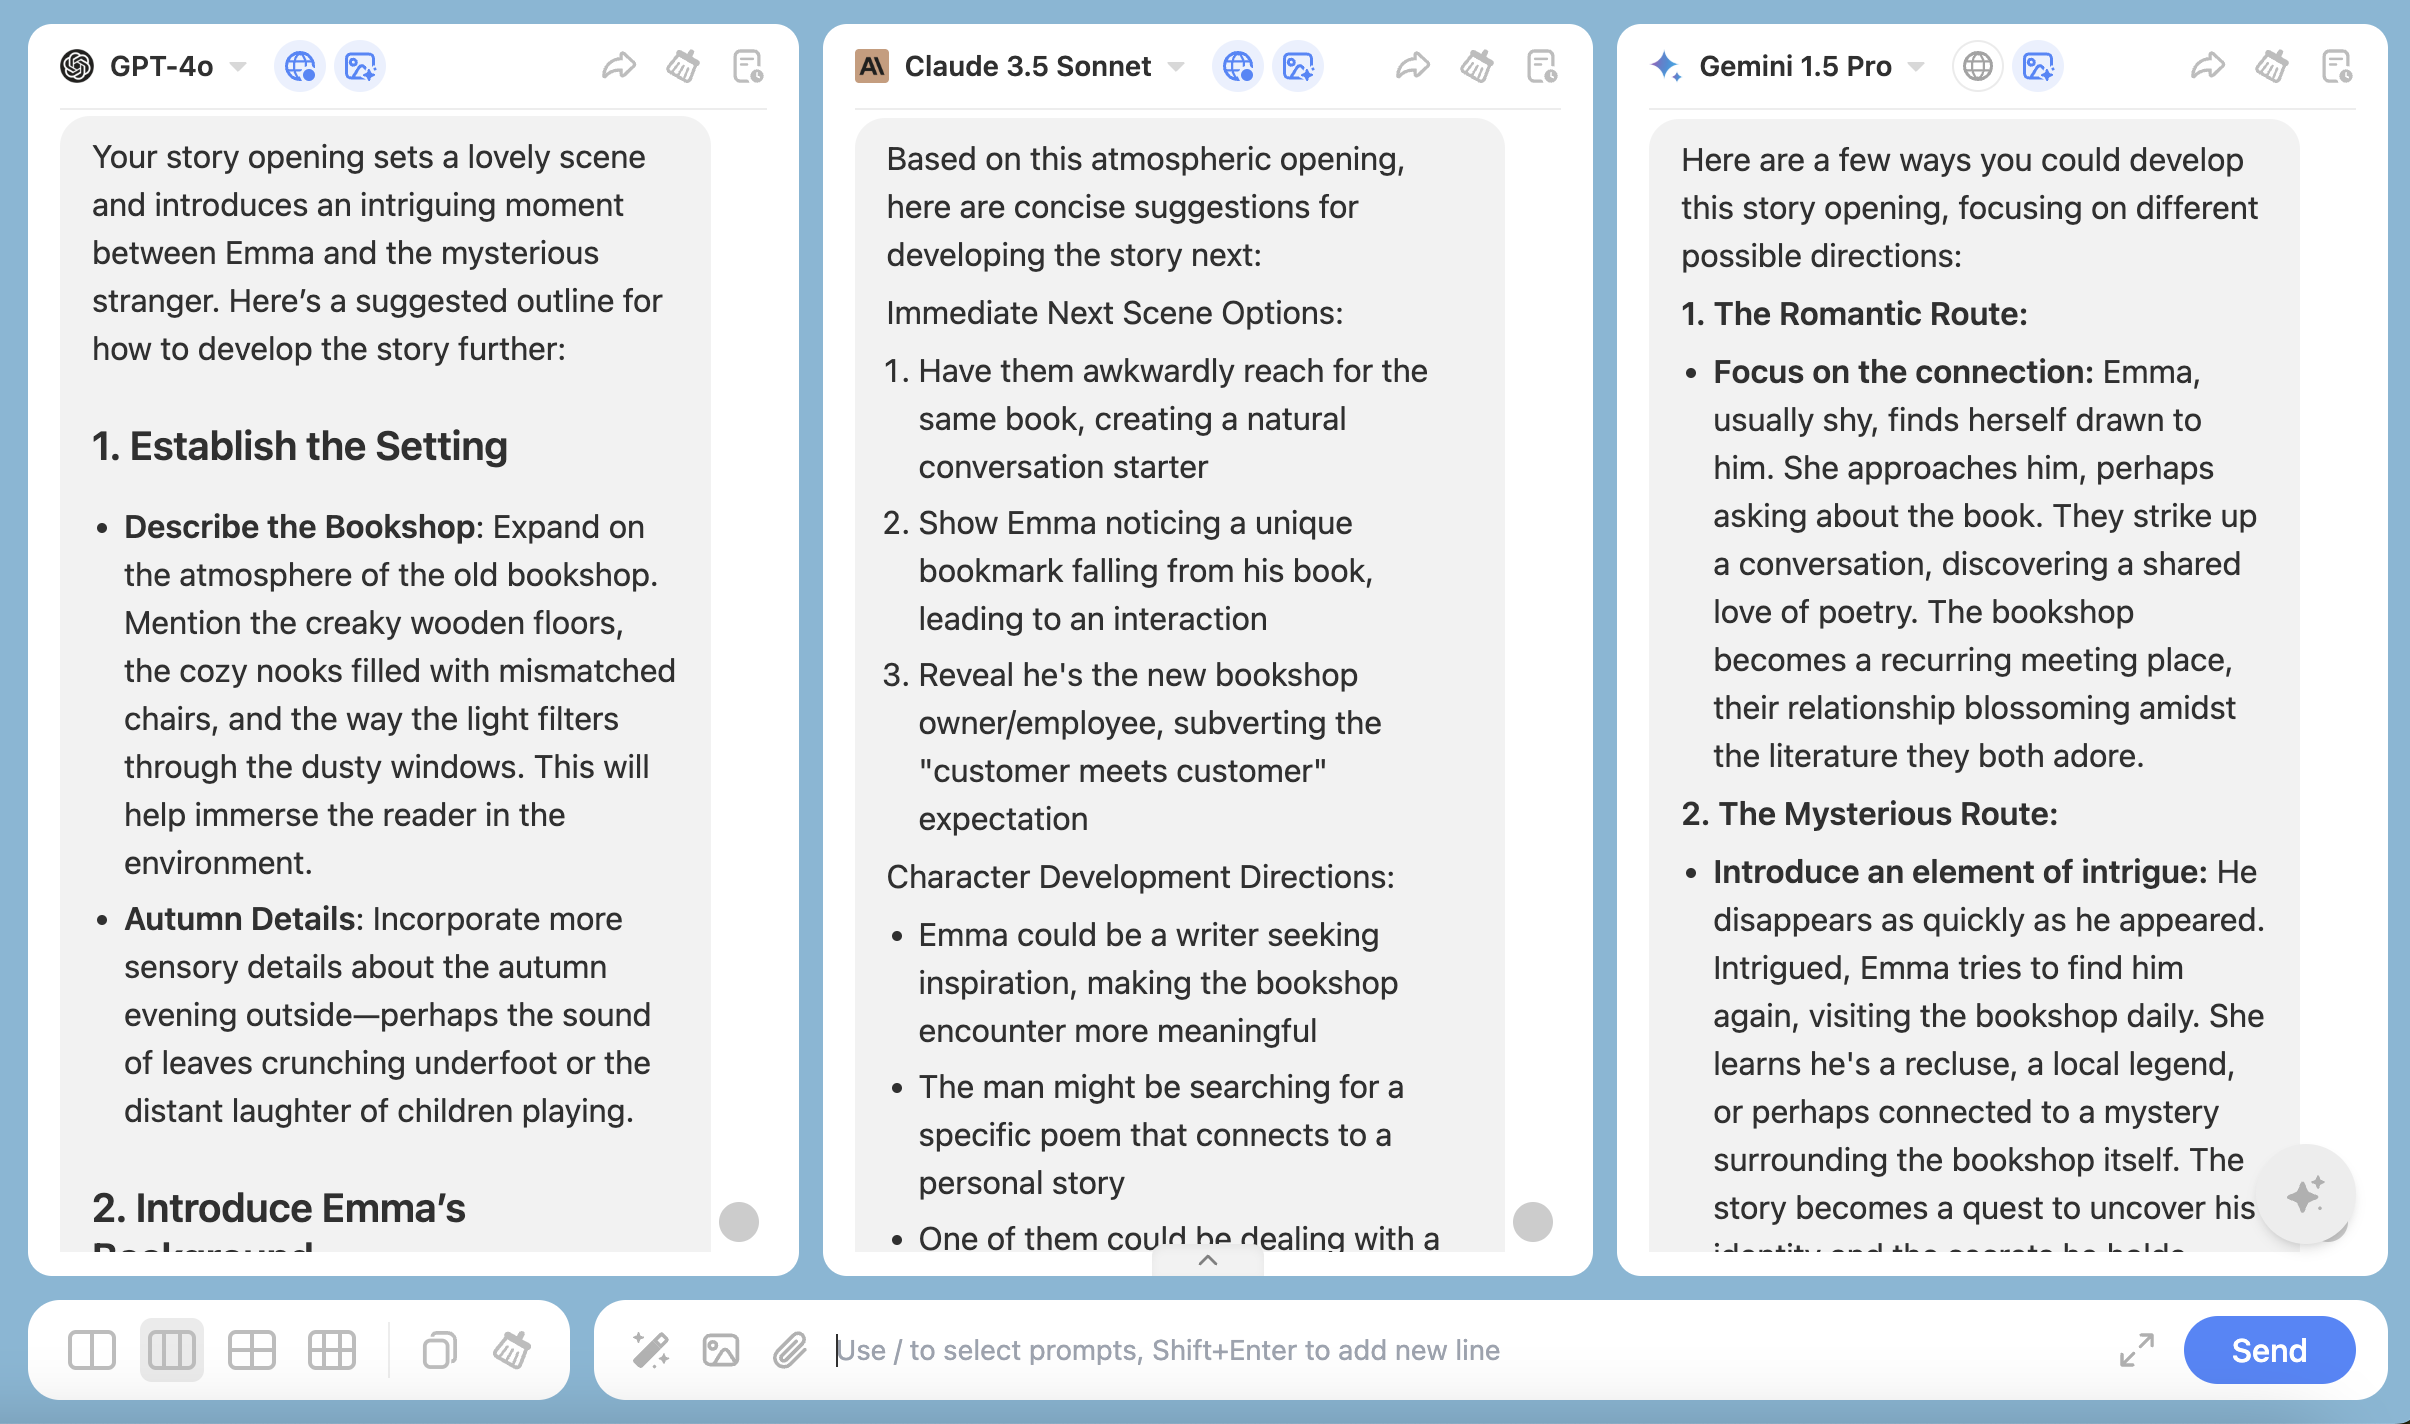 GPT-4o
Your story opening sets a lovely scene
and introduces an intriguing moment
between Emma and the mysterious
stranger. Here’s a suggested outline for
how to develop the story further:
1. Establish the Setting
• Describe the Bookshop: Expand on
the atmosphere of the old bookshop.
Mention the creaky wooden floors,
the cozy nooks filled with mismatched
chairs, and the way the light filters
through the dusty windows. This will
help immerse the reader in the
environment.
• Autumn Details: Incorporate more
sensory details about the autumn
evening outside—perhaps the sound
of leaves crunching underfoot or the
distant laughter of children playing.
2. Introduce Emma’s
Background
Claude 3.5 Sonnet
Based on this atmospheric opening,
here are concise suggestions for
developing the story next:
Immediate Next Scene Options:
1. Have them awkwardly reach for the
same book, creating a natural
conversation starter
2. Show Emma noticing a unique
bookmark falling from his book,
leading to an interaction
3. Reveal he's the new bookshop
owner/employee, subverting the
"customer meets customer"
expectation
Character Development Directions:
• Emma could be a writer seeking
inspiration, making the bookshop
encounter more meaningful
• The man might be searching for a
specific poem that connects to a
personal story
• One of them could be dealing with a
Gemini 1.5 Pro
Here are a few ways you could develop
this story opening, focusing on different
possible directions:
1. The Romantic Route:
• Focus on the connection: Emma,
usually shy, finds herself drawn to
him. She approaches him, perhaps
asking about the book. They strike up
a conversation, discovering a shared
love of poetry. The bookshop
becomes a recurring meeting place,
their relationship blossoming amidst
the literature they both adore.
2. The Mysterious Route:
• Introduce an element of intrigue: He
disappears as quickly as he appeared.
Intrigued, Emma tries to find him
again, visiting the bookshop daily. She
learns he's a recluse, a local legend,
or perhaps connected to a mystery
surrounding the bookshop itself. The
story becomes a quest to uncover his
identity and the secrets he holds
Use / to select prompts, Shift+Enter to add new line
Send